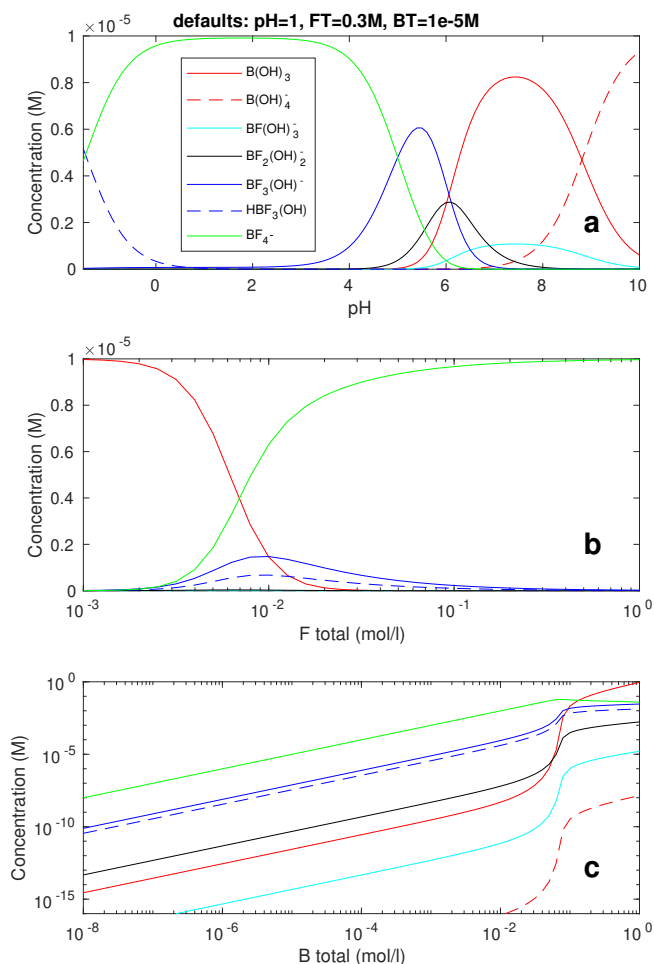 defaults: pH=1, FT=0.3M, BT=1e-5M
×10⁻⁵
1
0.8
0.6
0.4
0.2
0
Concentration (M)
B(OH)₃
B(OH)₄⁻
BF(OH)₃⁻
BF₂(OH)₂⁻
BF₃(OH)⁻
HBF₃(OH)
BF₄-
a
0 2 4 6 8 10
pH
×10⁻⁵
1
0.8
0.6
0.4
0.2
0
Concentration (M)
b
10⁻³ 10⁻² 10⁻¹ 10⁰
F total (mol/l)
10⁰
10⁻⁵
10⁻¹⁰
10⁻¹⁵
Concentration (M)
c
10⁻⁸ 10⁻⁶ 10⁻⁴ 10⁻² 10⁰
B total (mol/l)